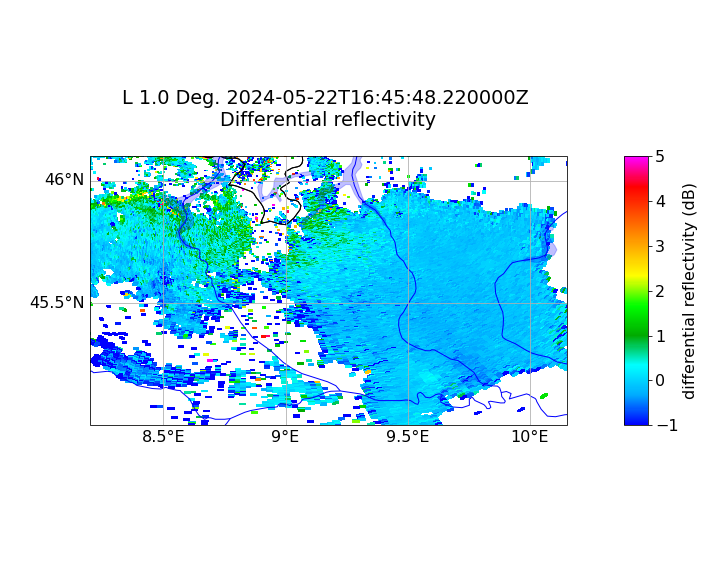 L 1.0 Deg. 2024-05-22T16:45:48.220000Z
Differential reflectivity
46°N
45.5°N
8.5°E
9°E
9.5°E
10°E
5
4
3
2
1
0
−1
differential reflectivity (dB)